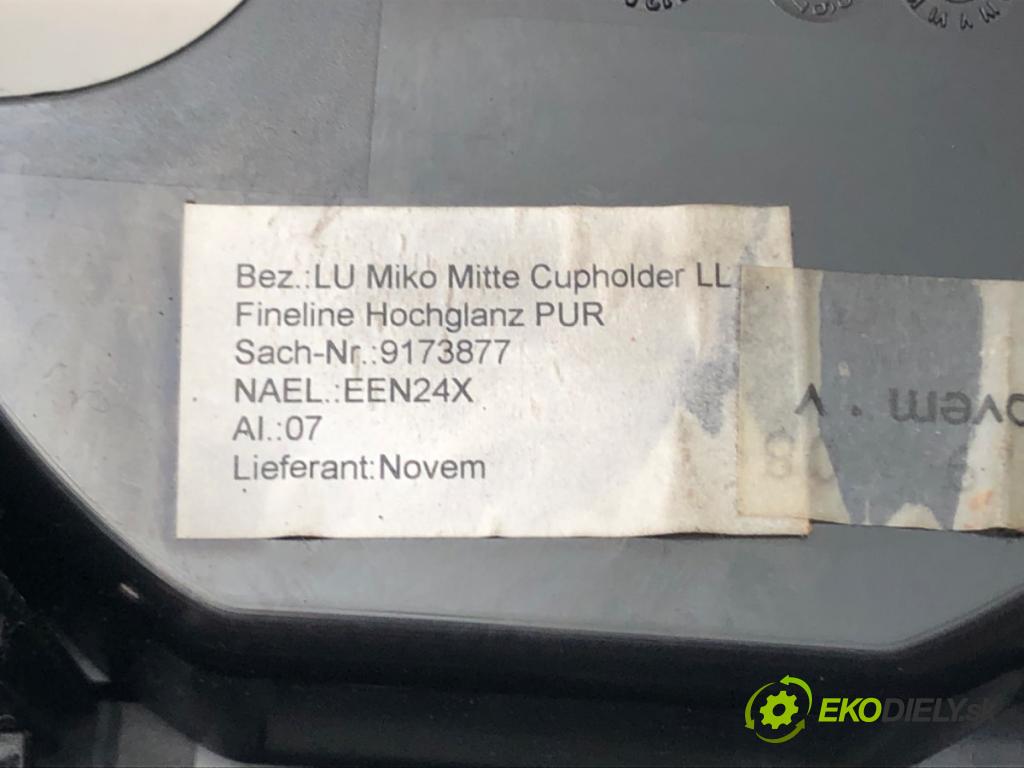 Bez.:LU Miko Mitte Cupholder LL
Fineline Hochglanz PUR
Sach-Nr.:9173877
NAEL.:EEN24X
AI.:07
Lieferant:Novem
EKODIELY.sk